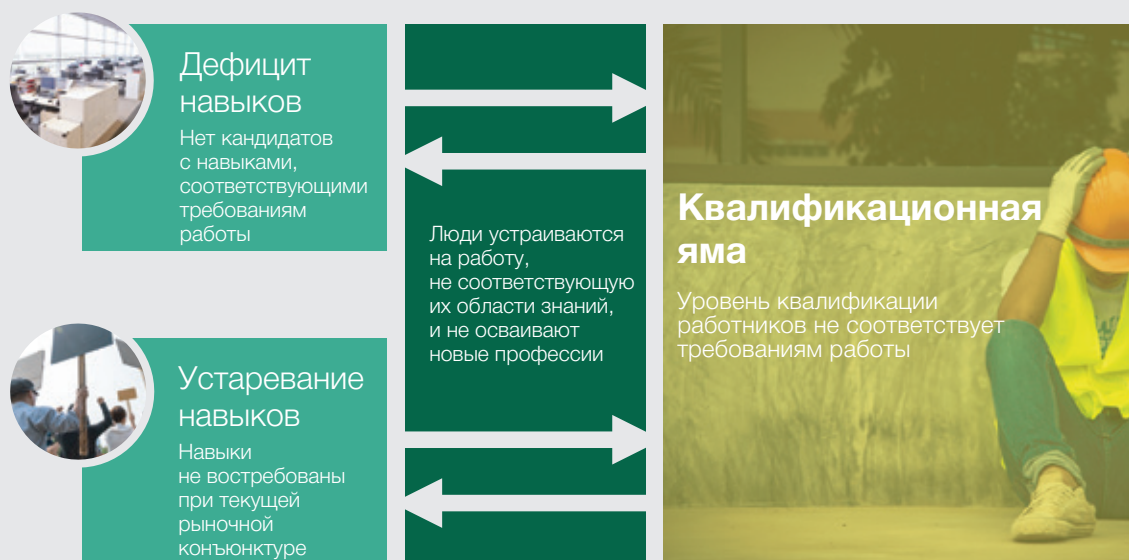 Дефицит
навыков
Нет кандидатов
с навыками,
соответствующими
требованиям
работы
Устаревание
навыков
Навыки
не востребованы
при текущей
рыночной
конъюнктуре
Люди устраиваются
на работу,
не соответствующую
их области знаний,
и не осваивают
новые профессии
Квалификационная
яма
Уровень квалификации
работников не соответствует
требованиям работы